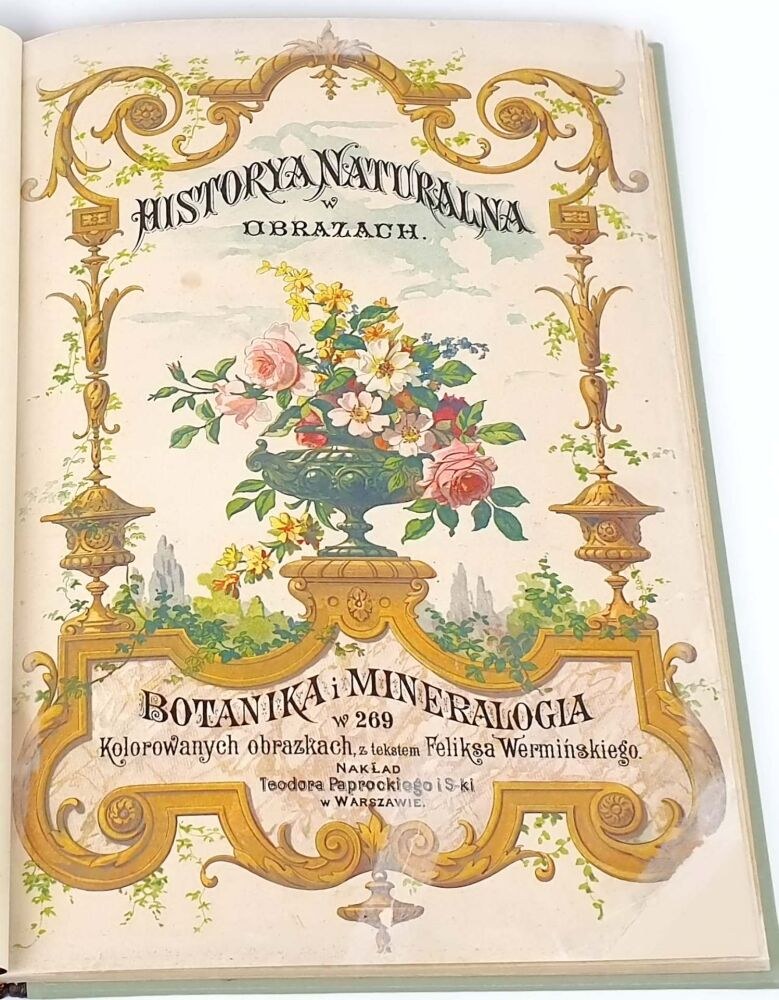 HISTORYA NATURALNA
W
OBRAZACH.
BOTANIKA i MINERALOGIA
w 269
Kolorowanych obrazkach, z tekstem Feliksa Wermińskiego.
NAKŁAD
Teodora Paprockiego i S-ki
W WARSZAWIE.